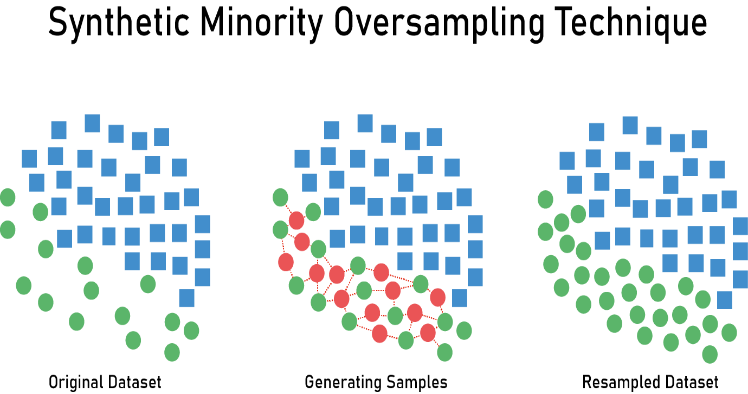 Synthetic Minority Oversampling Technique
Original Dataset
Generating Samples
Resampled Dataset